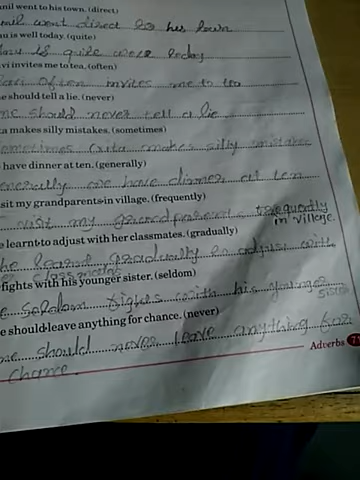 nil went to his town. (direct)
went direct to his town
u is well today. (quite)
is quite well today
vi invites me to tea. (often)
often invites me to tea
e should tell a lie. (never)
should never tell a lie
a makes silly mistakes. (sometimes)
sometimes makes silly mistakes
have dinner at ten. (generally)
generally we have dinner at ten
sit my grandparents in village. (frequently)
visit my frequently
in village.
e learnt to adjust with her classmates. (gradually)
he learnt gradually to adjust with
classmates
fights with his younger sister. (seldom)
seldom fights with his younger
sister
e should leave anything for chance. (never)
should never leave anything for
chance.
Adverbs